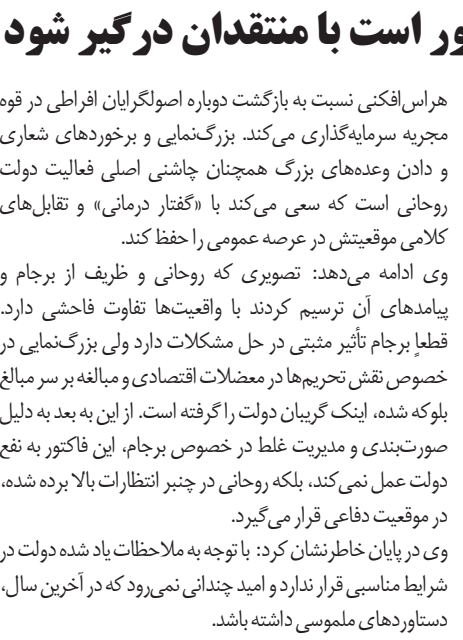 ور است با منتقدان درگیر شود
هراس‌افکنی نسبت به بازگشت دوباره اصولگرایان افراطی در قوه
مجریه سرمایه‌گذاری می‌کند. بزرگ‌نمایی و برخوردهای شعاری
و دادن وعده‌های بزرگ همچنان چاشنی اصلی فعالیت دولت
روحانی است که سعی می‌کند با «گفتار درمانی» و تقابل‌های
کلامی موقعیتش در عرصه عمومی را حفظ کند.
وی ادامه می‌دهد: تصویری که روحانی و ظریف از برجام و
پیامدهای آن ترسیم کردند با واقعیت‌ها تفاوت فاحشی دارد.
قطعاٍ برجام تأثیر مثبتی در حل مشکلات دارد ولی بزرگ‌نمایی در
خصوص نقش تحریم‌ها در معضلات اقتصادی و مبالغه بر سر مبالغ
بلوکه شده، اینک گریبان دولت را گرفته است. از این به بعد به دلیل
صورت‌بندی و مدیریت غلط در خصوص برجام، این فاکتور به نفع
دولت عمل نمی‌کند، بلکه روحانی در چنبر انتظارات بالا برده شده،
در موقعیت دفاعی قرار می‌گیرد.
وی در پایان خاطرنشان کرد: با توجه به ملاحظات یاد شده دولت در
شرایط مناسبی قرار ندارد و امید چندانی نمی‌رود که در آخرین سال،
دستاوردهای ملموسی داشته باشد.